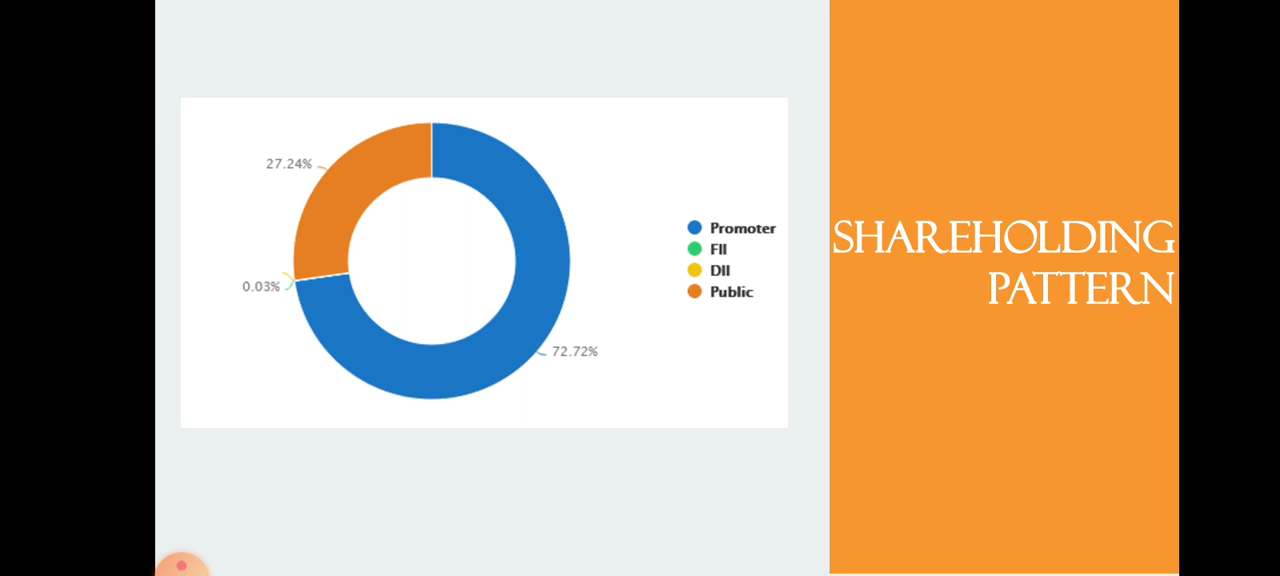 27.24%
0.03%
72.72%
Promoter
FII
DII
Public
SHAREHOLDING
PATTERN